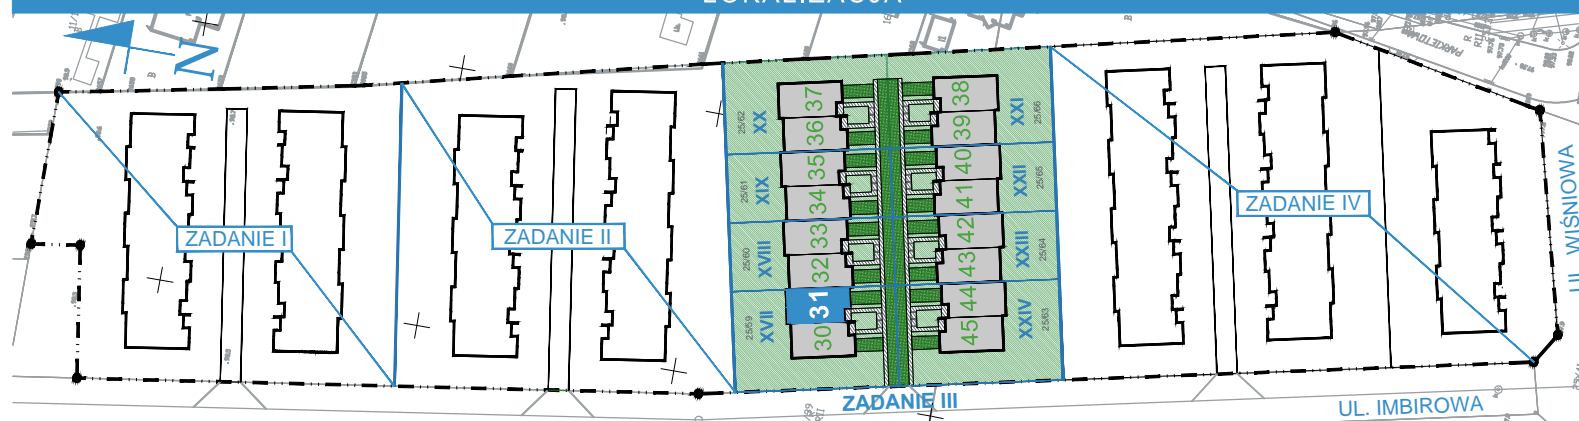 LOKALIZACJA
N
ZADANIE I
ZADANIE II
ZADANIE III
ZADANIE IV
25/62
XX
25/61
XIX
25/60
XVIII
25/59
XVII
37
36
35
34
33
32
31
30
38
39
40
41
42
43
44
45
XXI
25/66
XXII
25/65
XXIII
25/64
XXIV
25/63
PARKIETOWA
UL. WIŚNIOWA
UL. IMBIROWA